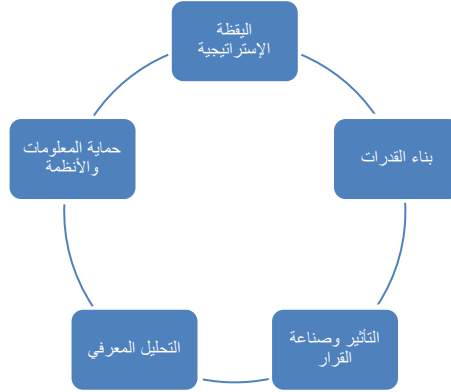 اليقظة
الإستراتيجية
بناء القدرات
التأثير وصناعة
القرار
التحليل المعرفي
حماية المعلومات
والأنظمة